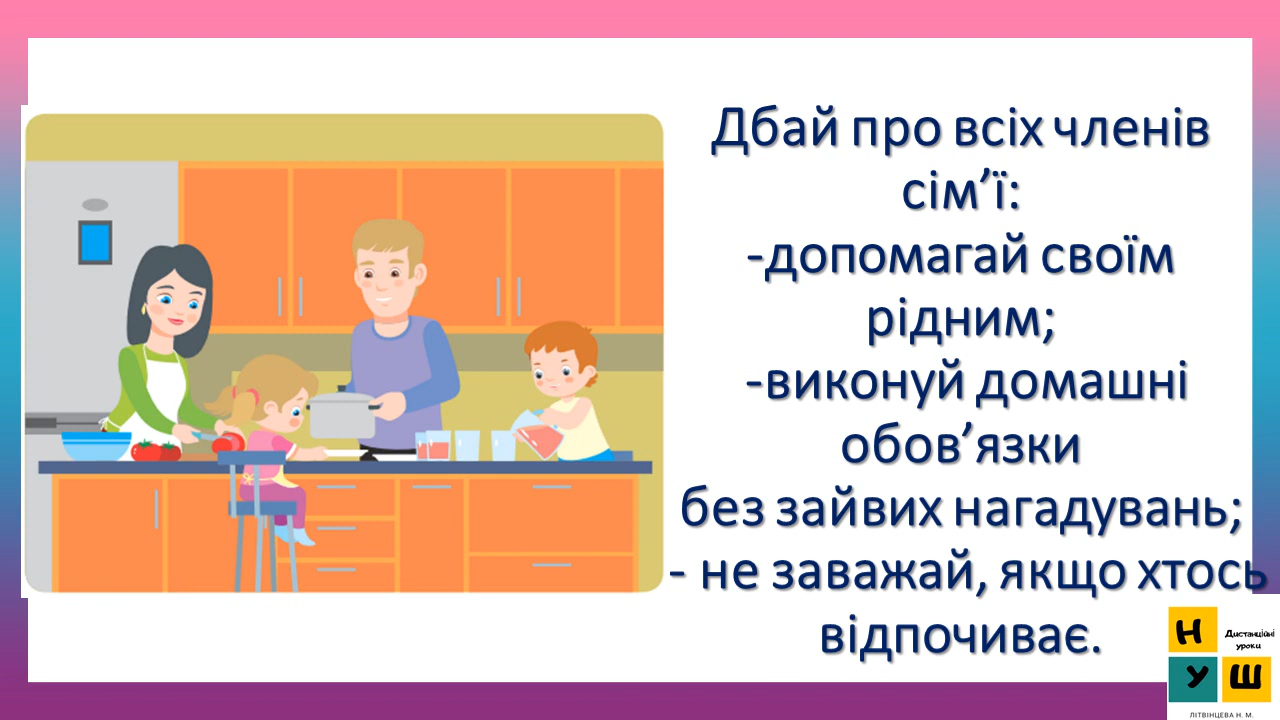 Дбай про всіх членів
сім’ї:
-допомагай своїм
рідним;
-виконуй домашні
обов’язки
без зайвих нагадувань;
- не заважай, якщо хтось
відпочиває.
Н
Дистанційні
уроки
У Ш
ЛІТВІНЦЕВА Н. М.